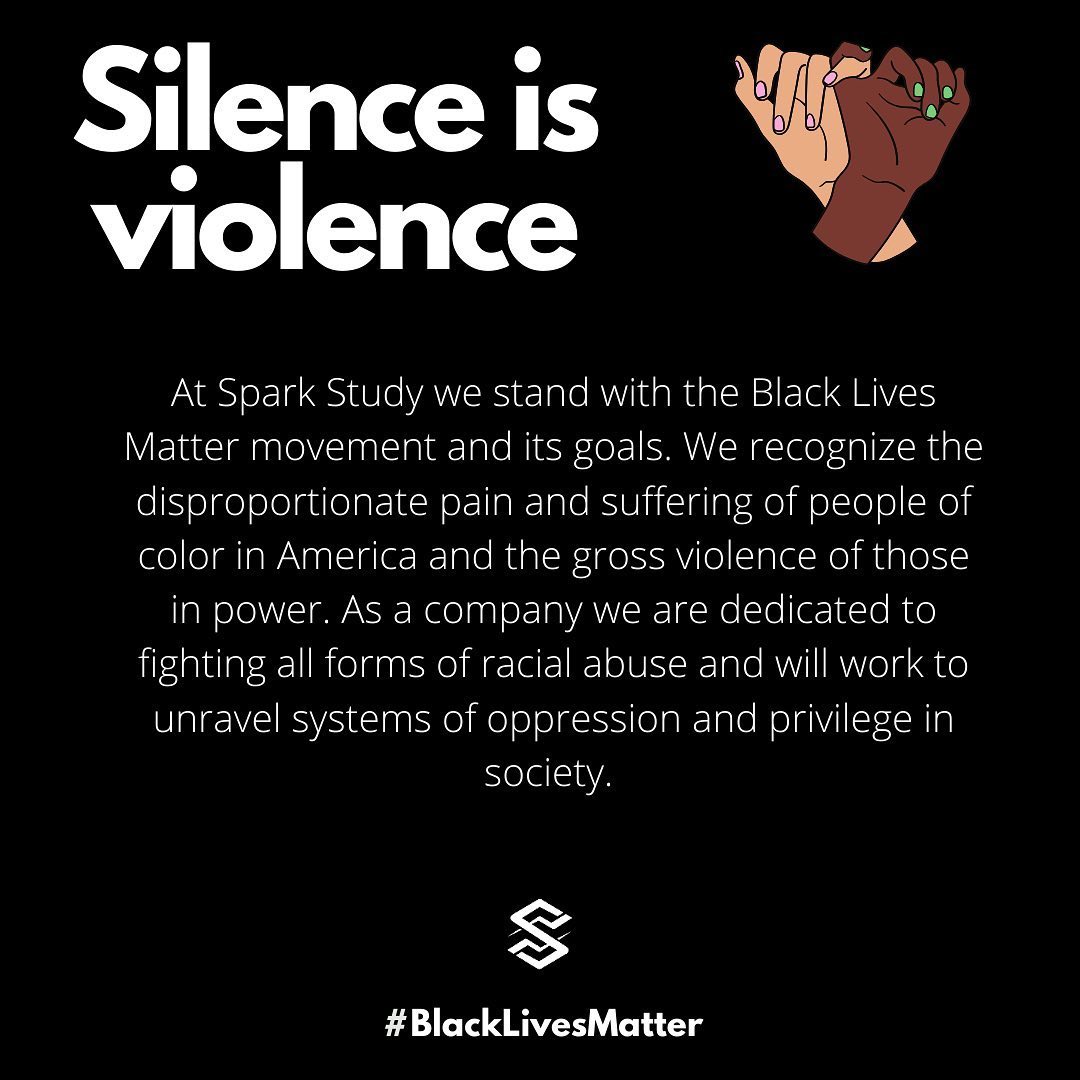 Silence is
violence
At Spark Study we stand with the Black Lives
Matter movement and its goals. We recognize the
disproportionate pain and suffering of people of
color in America and the gross violence of those
in power. As a company we are dedicated to
fighting all forms of racial abuse and will work to
unravel systems of oppression and privilege in
society.
#BlackLivesMatter